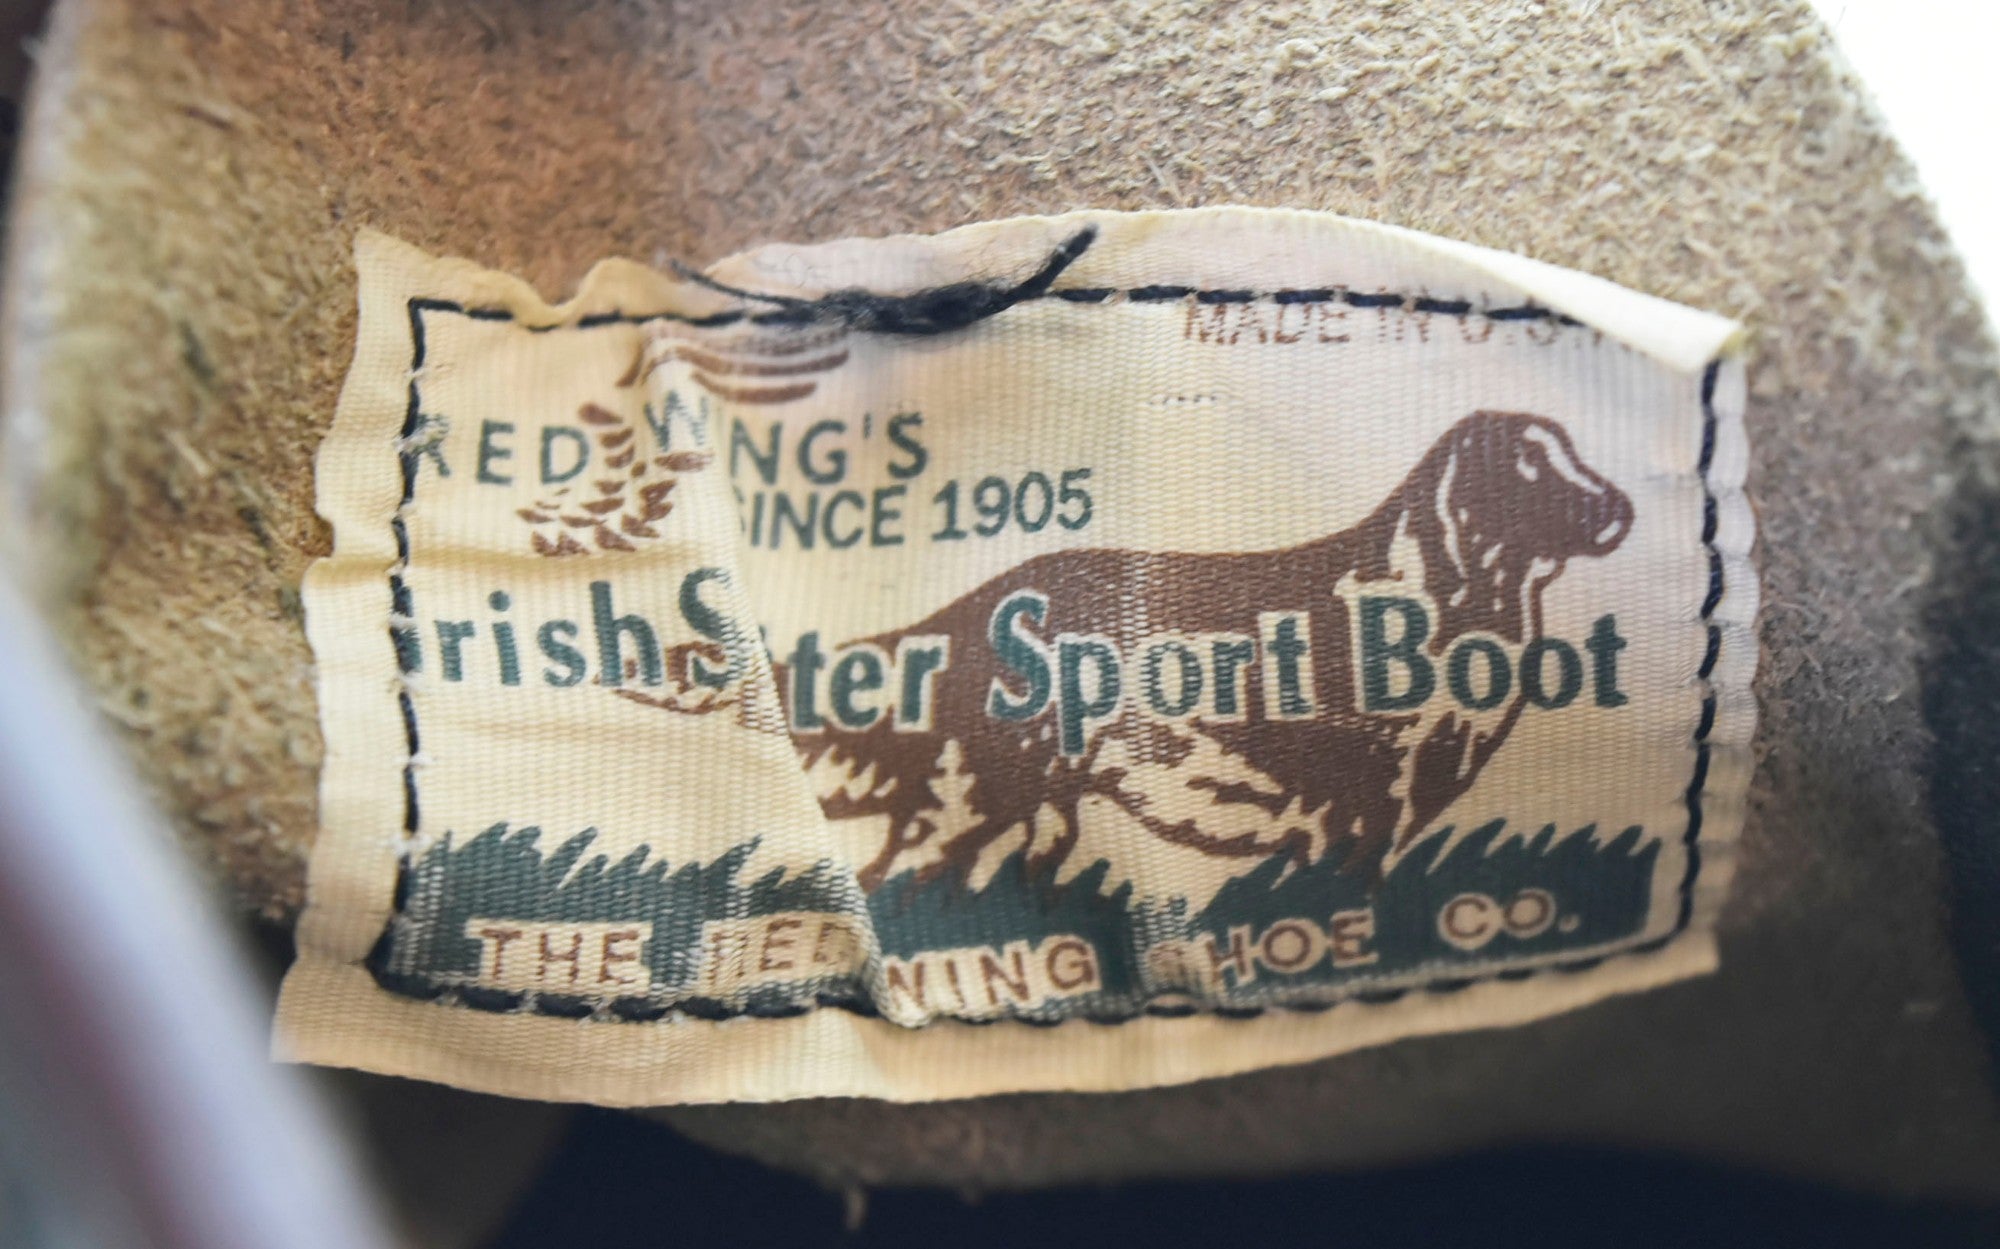 MADE IN U.S.A.
RED WING'S
SINCE 1905
Irish Setter Sport Boot
THE RED WING SHOE CO.